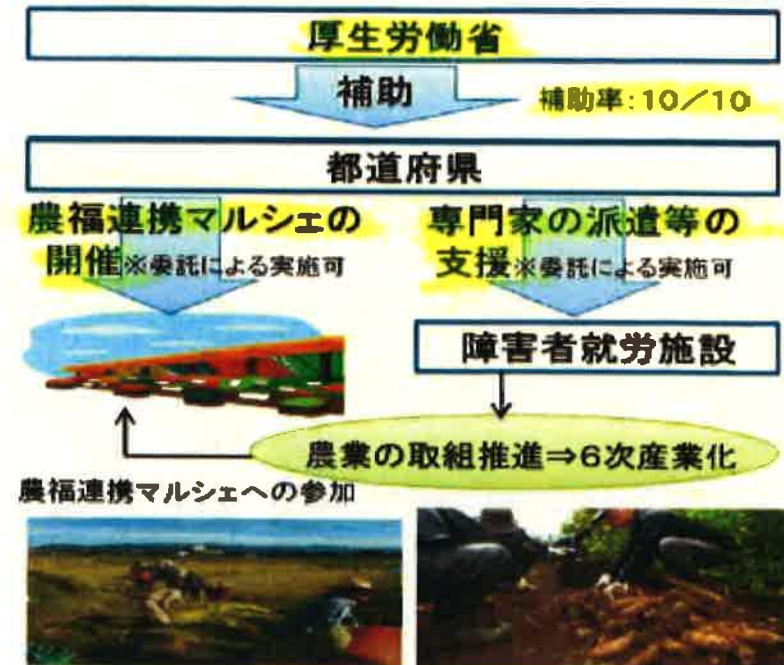 厚生労働省
補助
補助率:10/10
都道府県
農福連携マルシェの
開催※委託による実施可
専門家の派遣等の
支援※委託による実施可
障害者就労施設
農業の取組推進⇒6次産業化
農福連携マルシェへの参加